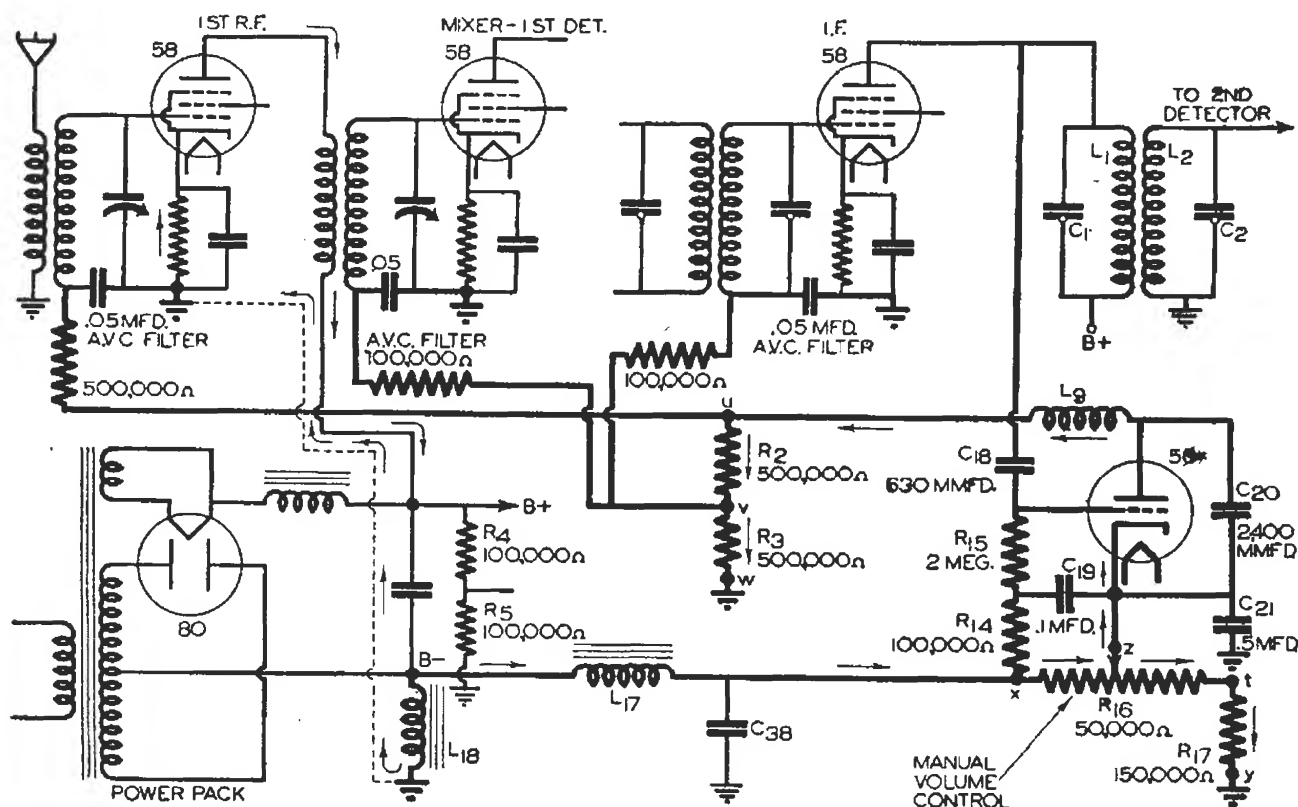 1ST R.F.
58
MIXER-1ST DET.
58
I.F.
58
TO 2ND
DETECTOR
L1
L2
C1
C2
B+
.05 MFD.
A.V.C FILTER
500,000Ω
.05
A.V.C. FILTER
100,000Ω
.05 MFD.
A.V.C. FILTER
100,000Ω
u
L9
R2
500,000Ω
C18
630 MMFD.
C20
2,400
MMFD
B+
v
R4
100,000Ω
R3
500,000Ω
R15
2 MEG.
w
C19
.1 MFD.
C21
.5 MFD
80
R5
100,000Ω
R14
100,000Ω
z
B-
L17
x
t
R16
50,000Ω
L18
C38
R17
150,000Ω
y
MANUAL
VOLUME
CONTROL
POWER PACK